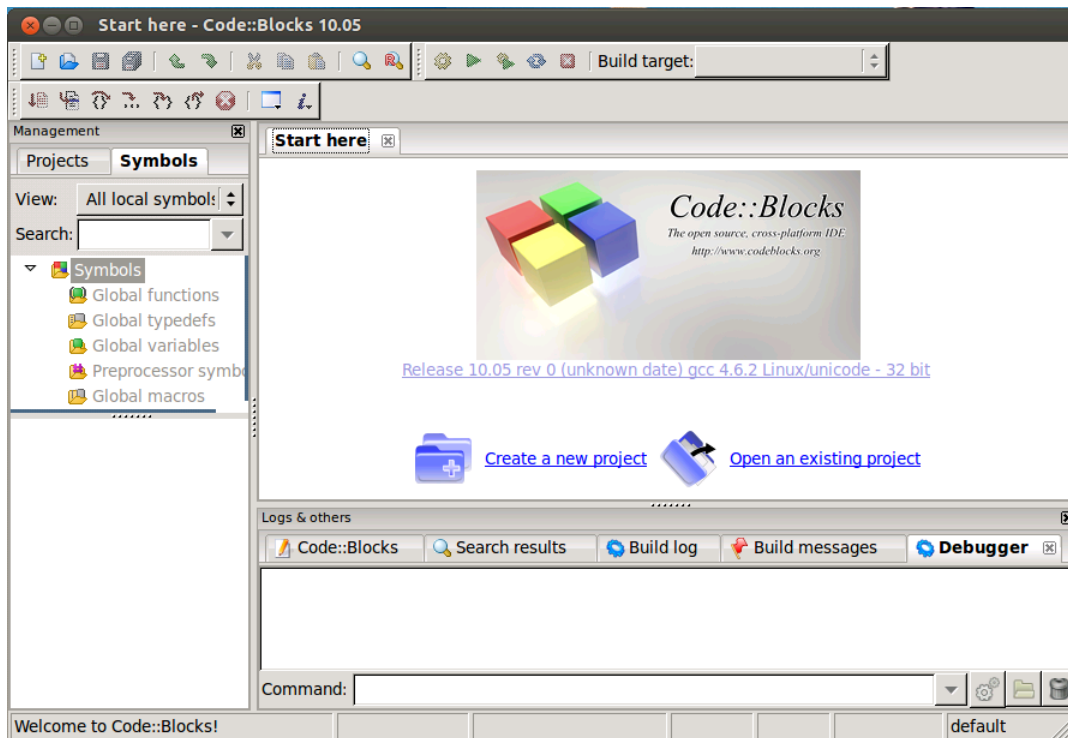 Start here - Code::Blocks 10.05
Build target:
Management
Projects Symbols
View: All local symbols
Search:
Symbols
Global functions
Global typedefs
Global variables
Preprocessor symbo
Global macros
Start here
Code::Blocks
The open source, cross-platform IDE
http://www.codeblocks.org
Release 10.05 rev 0 (unknown date) gcc 4.6.2 Linux/unicode - 32 bit
Create a new project Open an existing project
Logs & others
Code::Blocks Search results Build log Build messages Debugger
Command:
Welcome to Code::Blocks! default